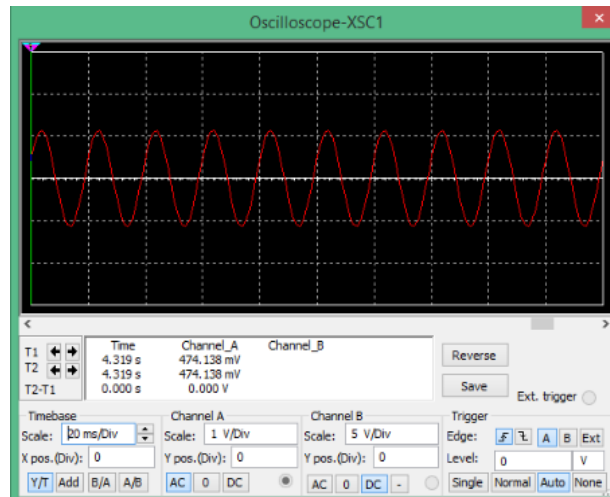 Oscilloscope-XSC1
Time Channel_A Channel_B
T1 4.319 s 474.138 mV
T2 4.319 s 474.138 mV
T2-T1 0.000 s 0.000 V
Reverse
Save
Ext. trigger
Timebase
Scale: 20 ms/Div
X pos.(Div): 0
Y/T Add B/A A/B
Channel A
Scale: 1 V/Div
Y pos.(Div): 0
AC 0 DC
Channel B
Scale: 5 V/Div
Y pos.(Div): 0
AC 0 DC -
Trigger
Edge: A B Ext
Level: 0 V
Single Normal Auto None